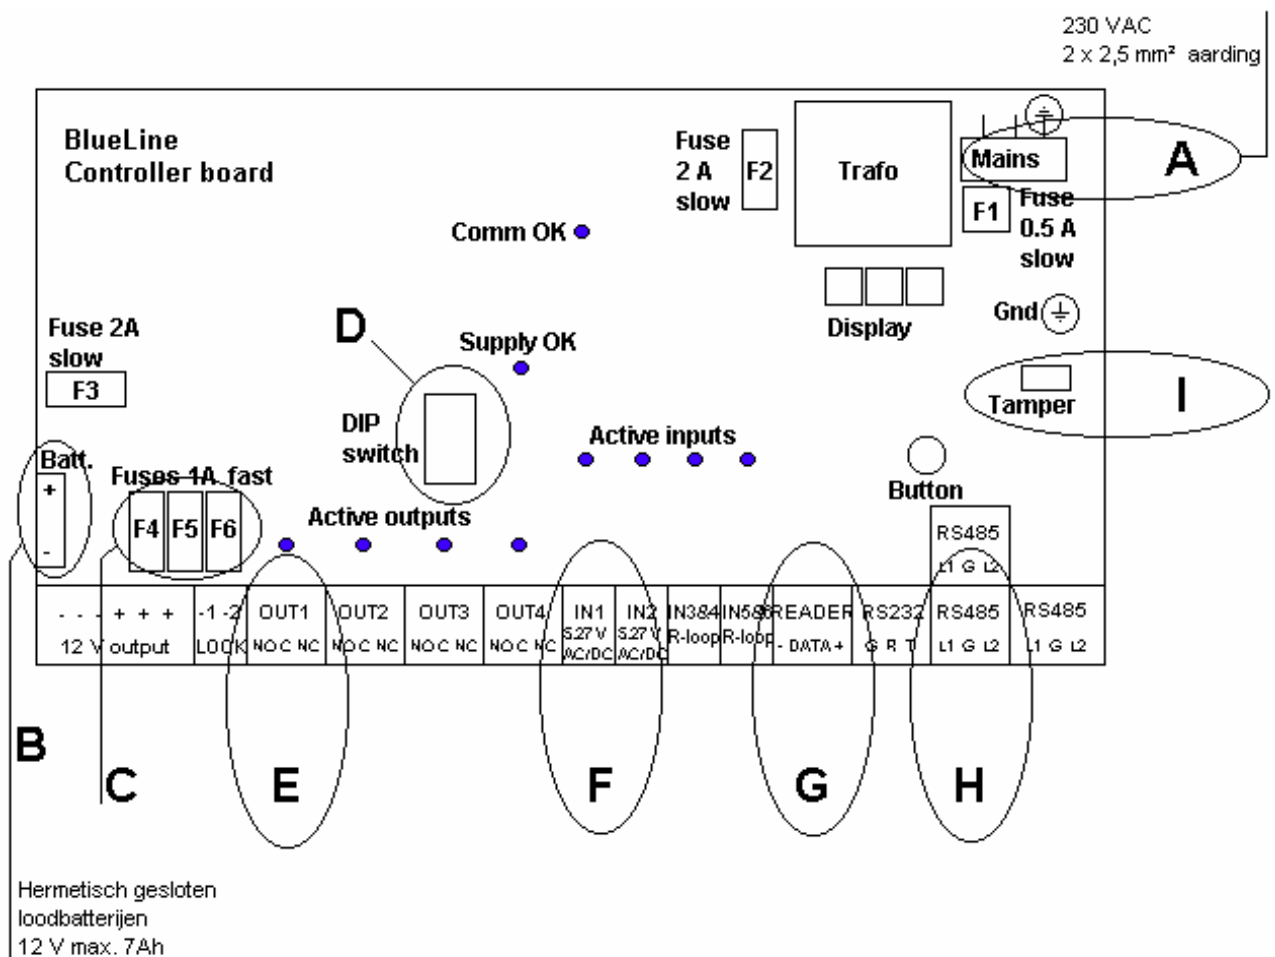 230 VAC
2 x 2,5 mm² aarding
BlueLine
Controller board
Fuse
2 A
slow
F2
Trafo
Mains
A
F1
Fuse
0.5 A
slow
Comm OK
Display
Gnd
Fuse 2A
slow
F3
D
Supply OK
Tamper
I
DIP
switch
Active inputs
Button
Batt.
+
-
Fuses 1A fast
F4 F5 F6
Active outputs
RS485
L1 G L2
- - - + + + -1 -2 OUT1 OUT2 OUT3 OUT4 IN1 IN2 IN3&4 IN5&6 READER RS232 RS485 RS485
12 V output LOCK NO C NC NO C NC NO C NC NO C NC 5..27 V AC/DC 5..27 V AC/DC R-loop R-loop - DATA + G R T L1 G L2 L1 G L2
B
C
E
F
G
H
Hermetisch gesloten
loodbatterijen
12 V max. 7Ah